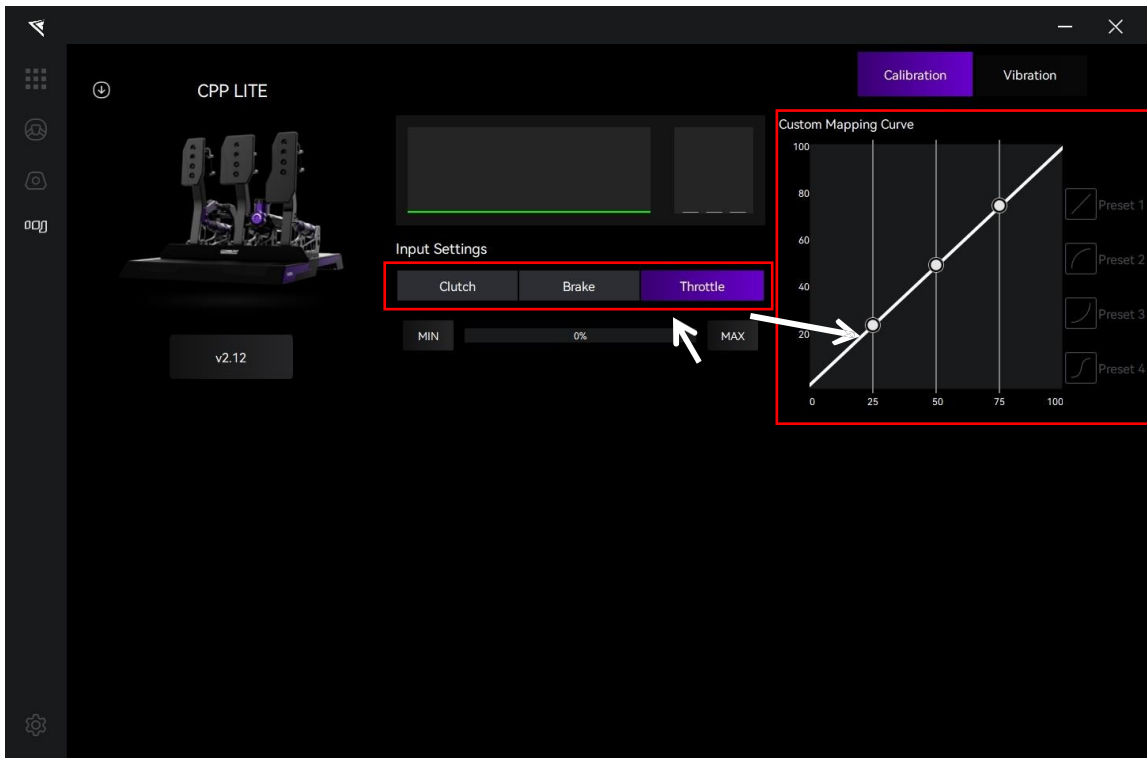 CPP LITE
Calibration
Vibration
Custom Mapping Curve
100
80
60
40
20
0
25
50
75
100
Preset 1
Preset 2
Preset 3
Preset 4
Input Settings
Clutch
Brake
Throttle
MIN
0%
MAX
v2.12